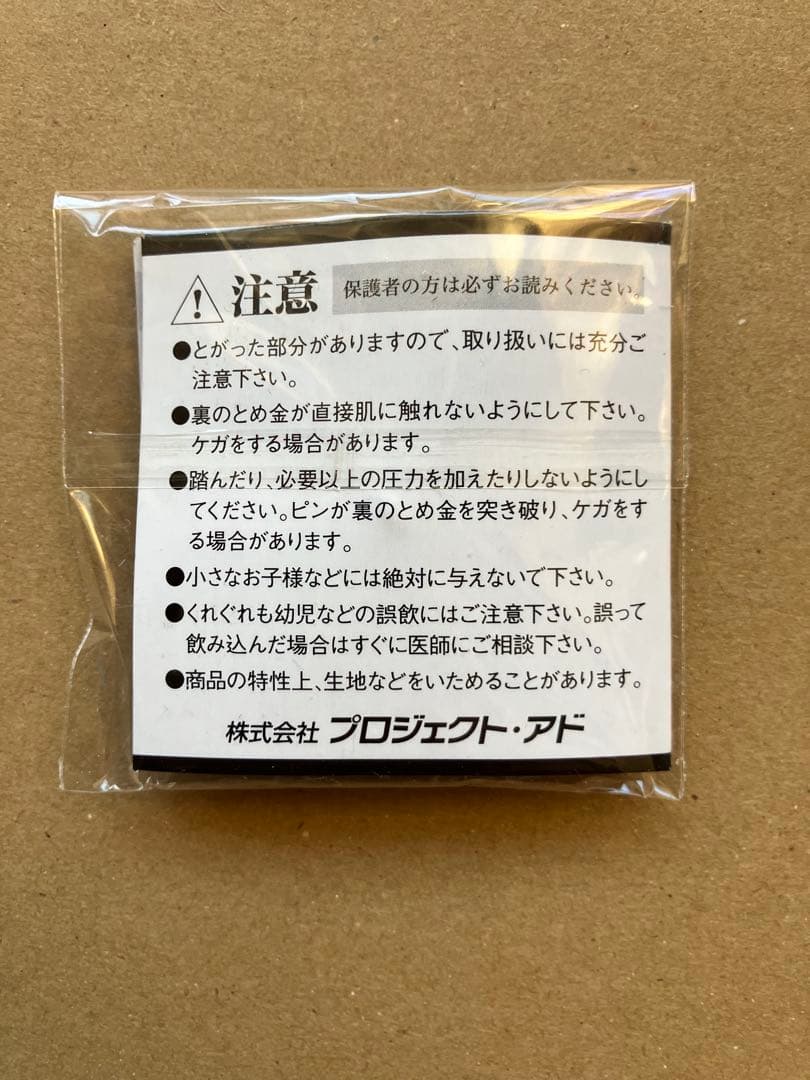 注意 保護者の方は必ずお読みください。
●とがった部分がありますので、取り扱いには充分ご
注意下さい。
●裏のとめ金が直接肌に触れないようにして下さい。
ケガをする場合があります。
●踏んだり、必要以上の圧力を加えたりしないようにし
てください。ピンが裏のとめ金を突き破り、ケガをす
る場合があります。
●小さなお子様などには絶対に与えないで下さい。
●くれぐれも幼児などの誤飲にはご注意下さい。誤って
飲み込んだ場合はすぐに医師にご相談下さい。
●商品の特性上、生地などをいためることがあります。
株式会社 プロジェクト・アド